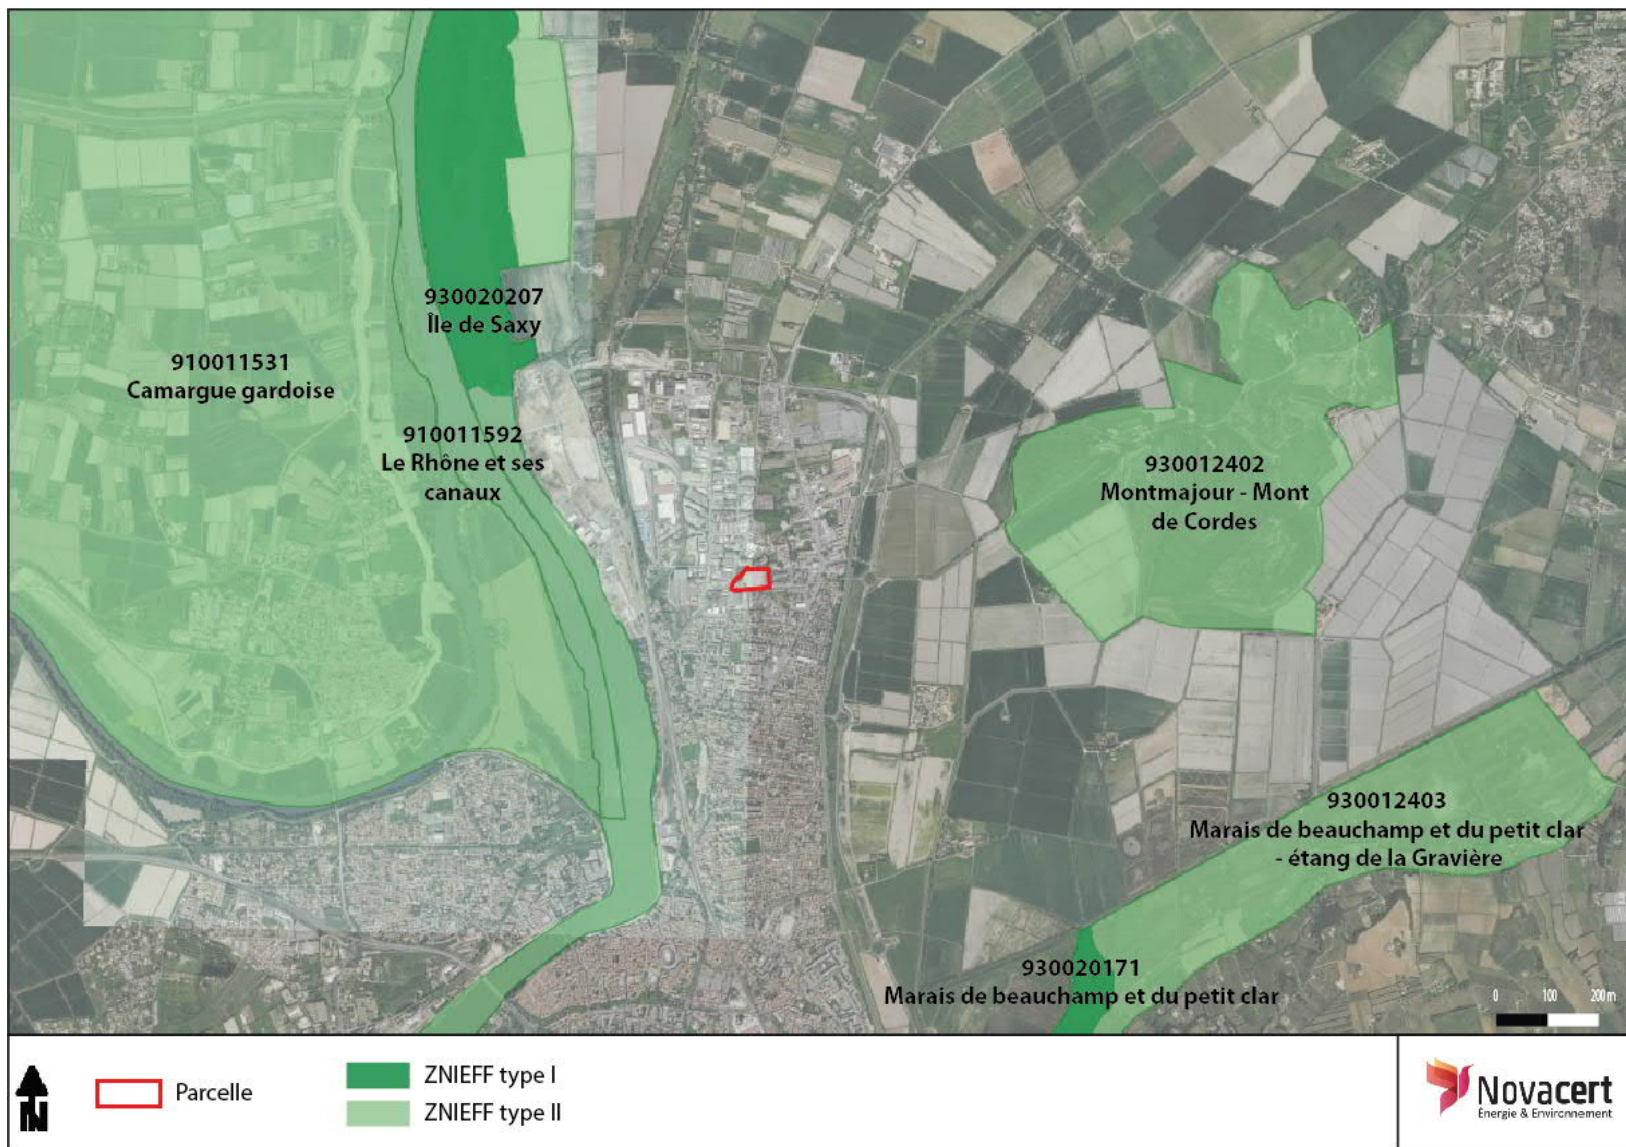 930020207
Île de Saxy
910011531
Camargue gardoise
910011592
Le Rhône et ses
canaux
930012402
Montmajour - Mont
de Cordes
930012403
Marais de beauchamp et du petit clar
- étang de la Gravière
930020171
Marais de beauchamp et du petit clar
0 100 200 m
N
Parcelle
ZNIEFF type I
ZNIEFF type II
Novacert
Énergie & Environnement